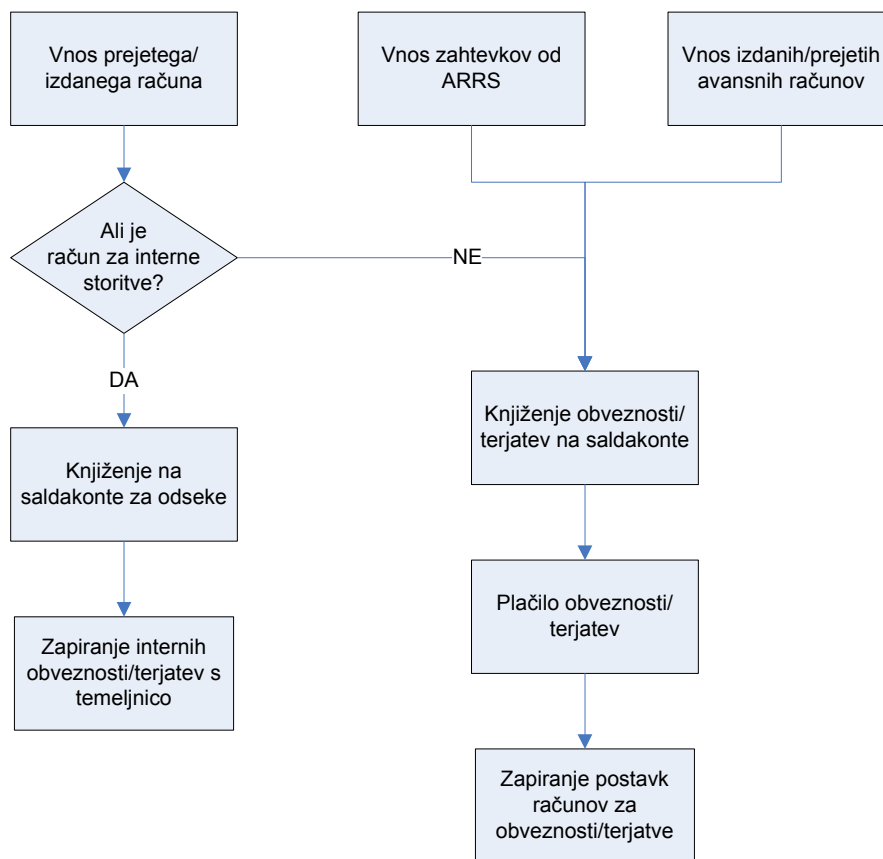 Vnos prejetega/
izdanega računa
Vnos zahtevkov od
ARRS
Vnos izdanih/prejetih
avansnih računov
Ali je
račun za interne
storitve?
NE
DA
Knjiženje obveznosti/
terjatev na saldakonte
Knjiženje na
saldakonte za odseke
Plačilo obveznosti/
terjatev
Zapiranje internih
obveznosti/terjatev s
temeljnico
Zapiranje postavk
računov za
obveznosti/terjatve